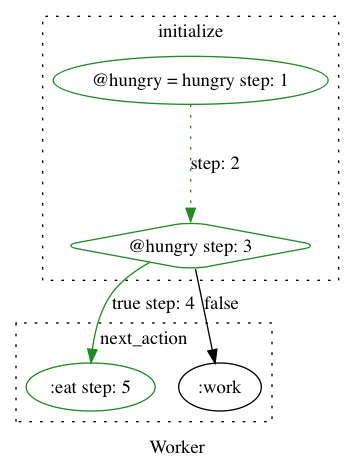 initialize
@hungry = hungry step: 1
step: 2
@hungry step: 3
true step: 4
false
next_action
:eat step: 5
:work
Worker